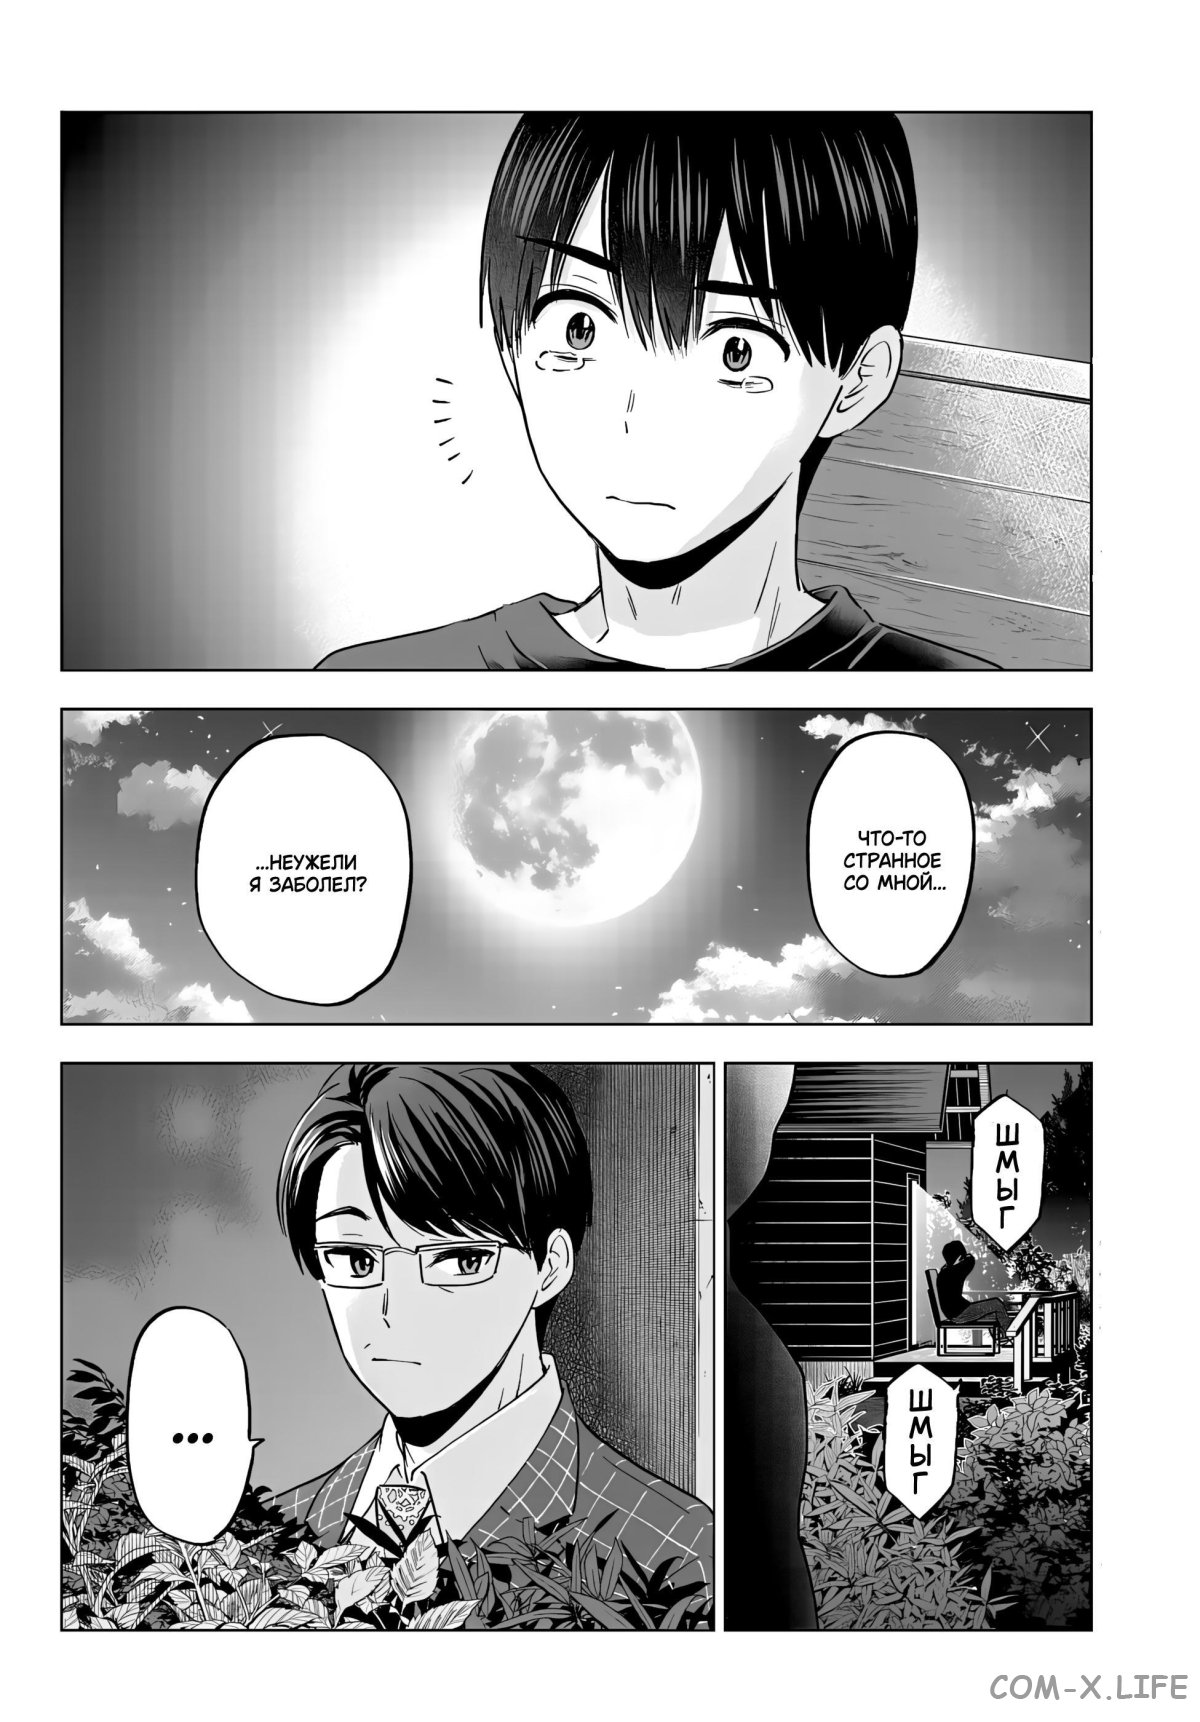 ЧТО-ТО
СТРАННОЕ
СО МНОЙ...
...НЕУЖЕЛИ
Я ЗАБОЛЕЛ?
ШМЫГ
ШМЫГ
...
COM-X.LIFE